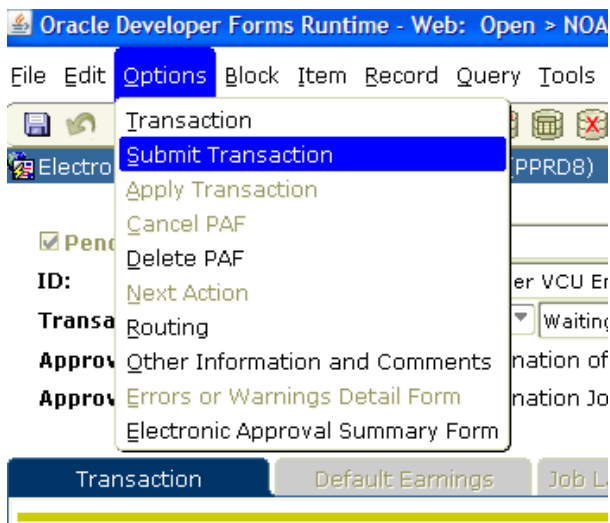 Oracle Developer Forms Runtime - Web: Open > NOA
File Edit Options Block Item Record Query Tools
Transaction
Electro
Submit Transaction
(PPRD8)
Apply Transaction
Cancel PAF
Pend
Delete PAF
ID:
er VCU
Next Action
Transa
Routing
Waiting
Approv
Other Information and Comments
nation of
Approv
Errors or Warnings Detail Form
nation Jo
Electronic Approval Summary Form
Transaction Default Earnings Job L